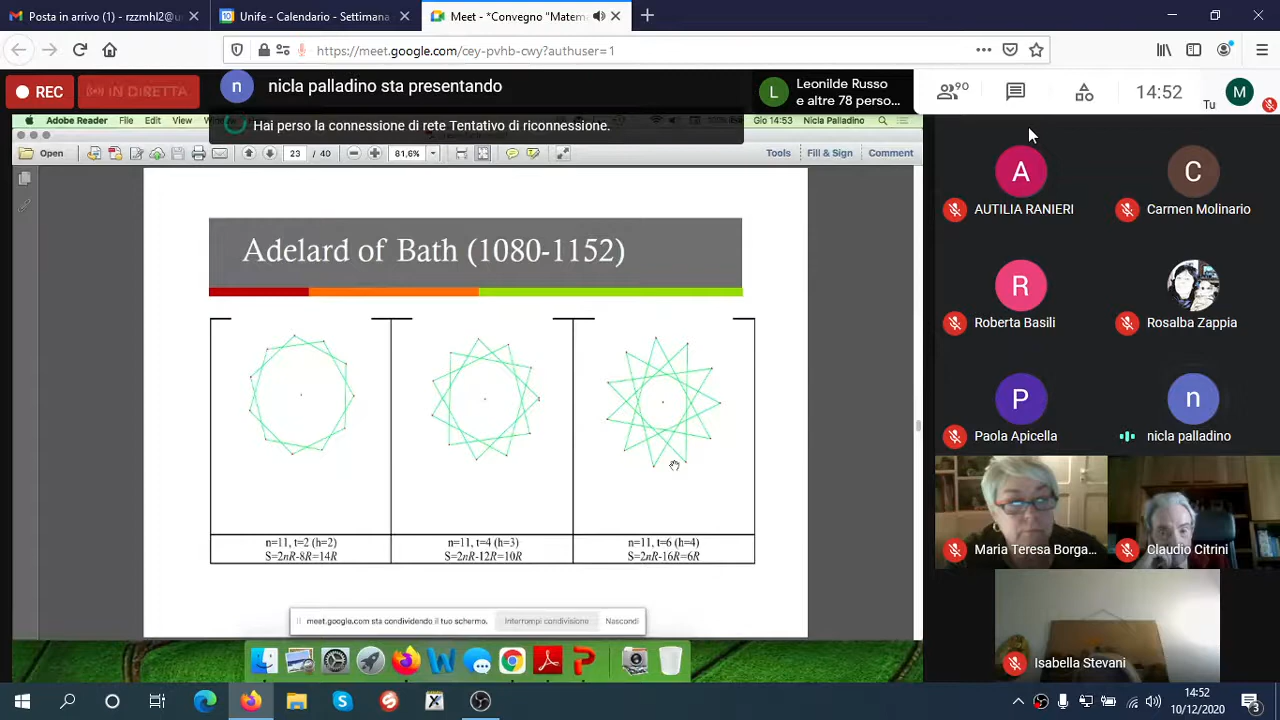 Posta in arrivo (1) - rzzmhl2@u
Unife - Calendario - Settimana
Meet - "Convegno "Matem
https://meet.google.com/cey-pvhb-cwy?authuser=1
REC
IN DIRETTA
n
nicla palladino sta presentando
L
Leonilde Russo
e altre 78 perso...
90
14:52
Tu
M
Hai perso la connessione di rete Tentativo di riconnessione.
Adobe Reader File Edit View
Gio 14:53 Nicla Palladino
Open
23 / 40
81,6%
Tools Fill & Sign Comment
Adelard of Bath (1080-1152)
n=11, t=2 (h=2)
S=2nR-8R=14R
n=11, t=4 (h=3)
S=2nR-12R=10R
n=11, t=6 (h=4)
S=2nR-16R=6R
meet.google.com sta condividendo il tuo schermo.
Interrompi condivisione
Nascondi
A
AUTILIA RANIERI
C
Carmen Molinario
R
Roberta Basili
Rosalba Zappia
P
Paola Apicella
n
nicla palladino
Maria Teresa Borga...
Claudio Citrini
Isabella Stevani
14:52
10/12/2020
3